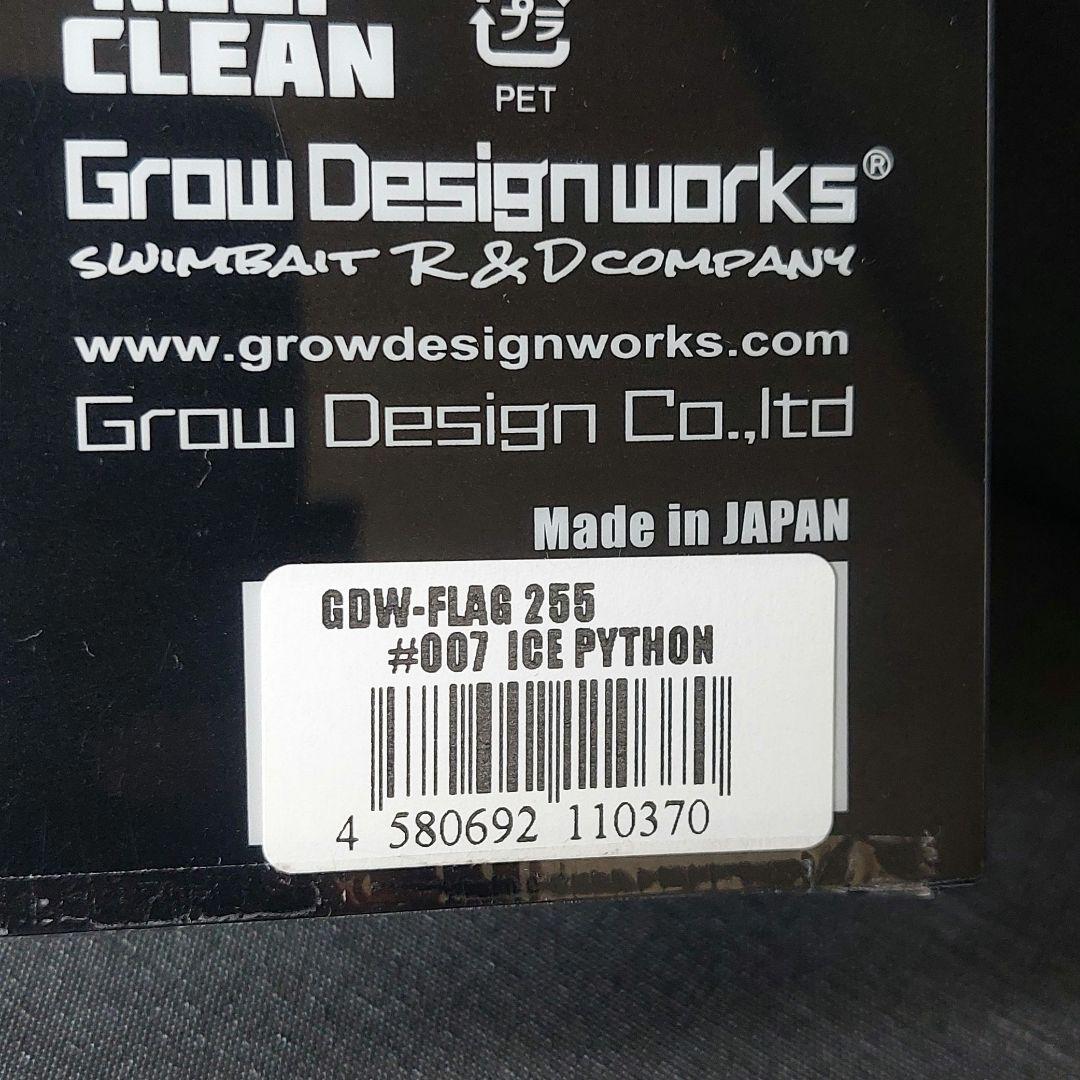 KEEP
CLEAN
プラ
PET
Grow Design works®
SWIMBAIT R & D COMPANY
www.growdesignworks.com
Grow Design Co.,ltd
Made in JAPAN
GDW-FLAG 255
#007 ICE PYTHON
4 580692 110370